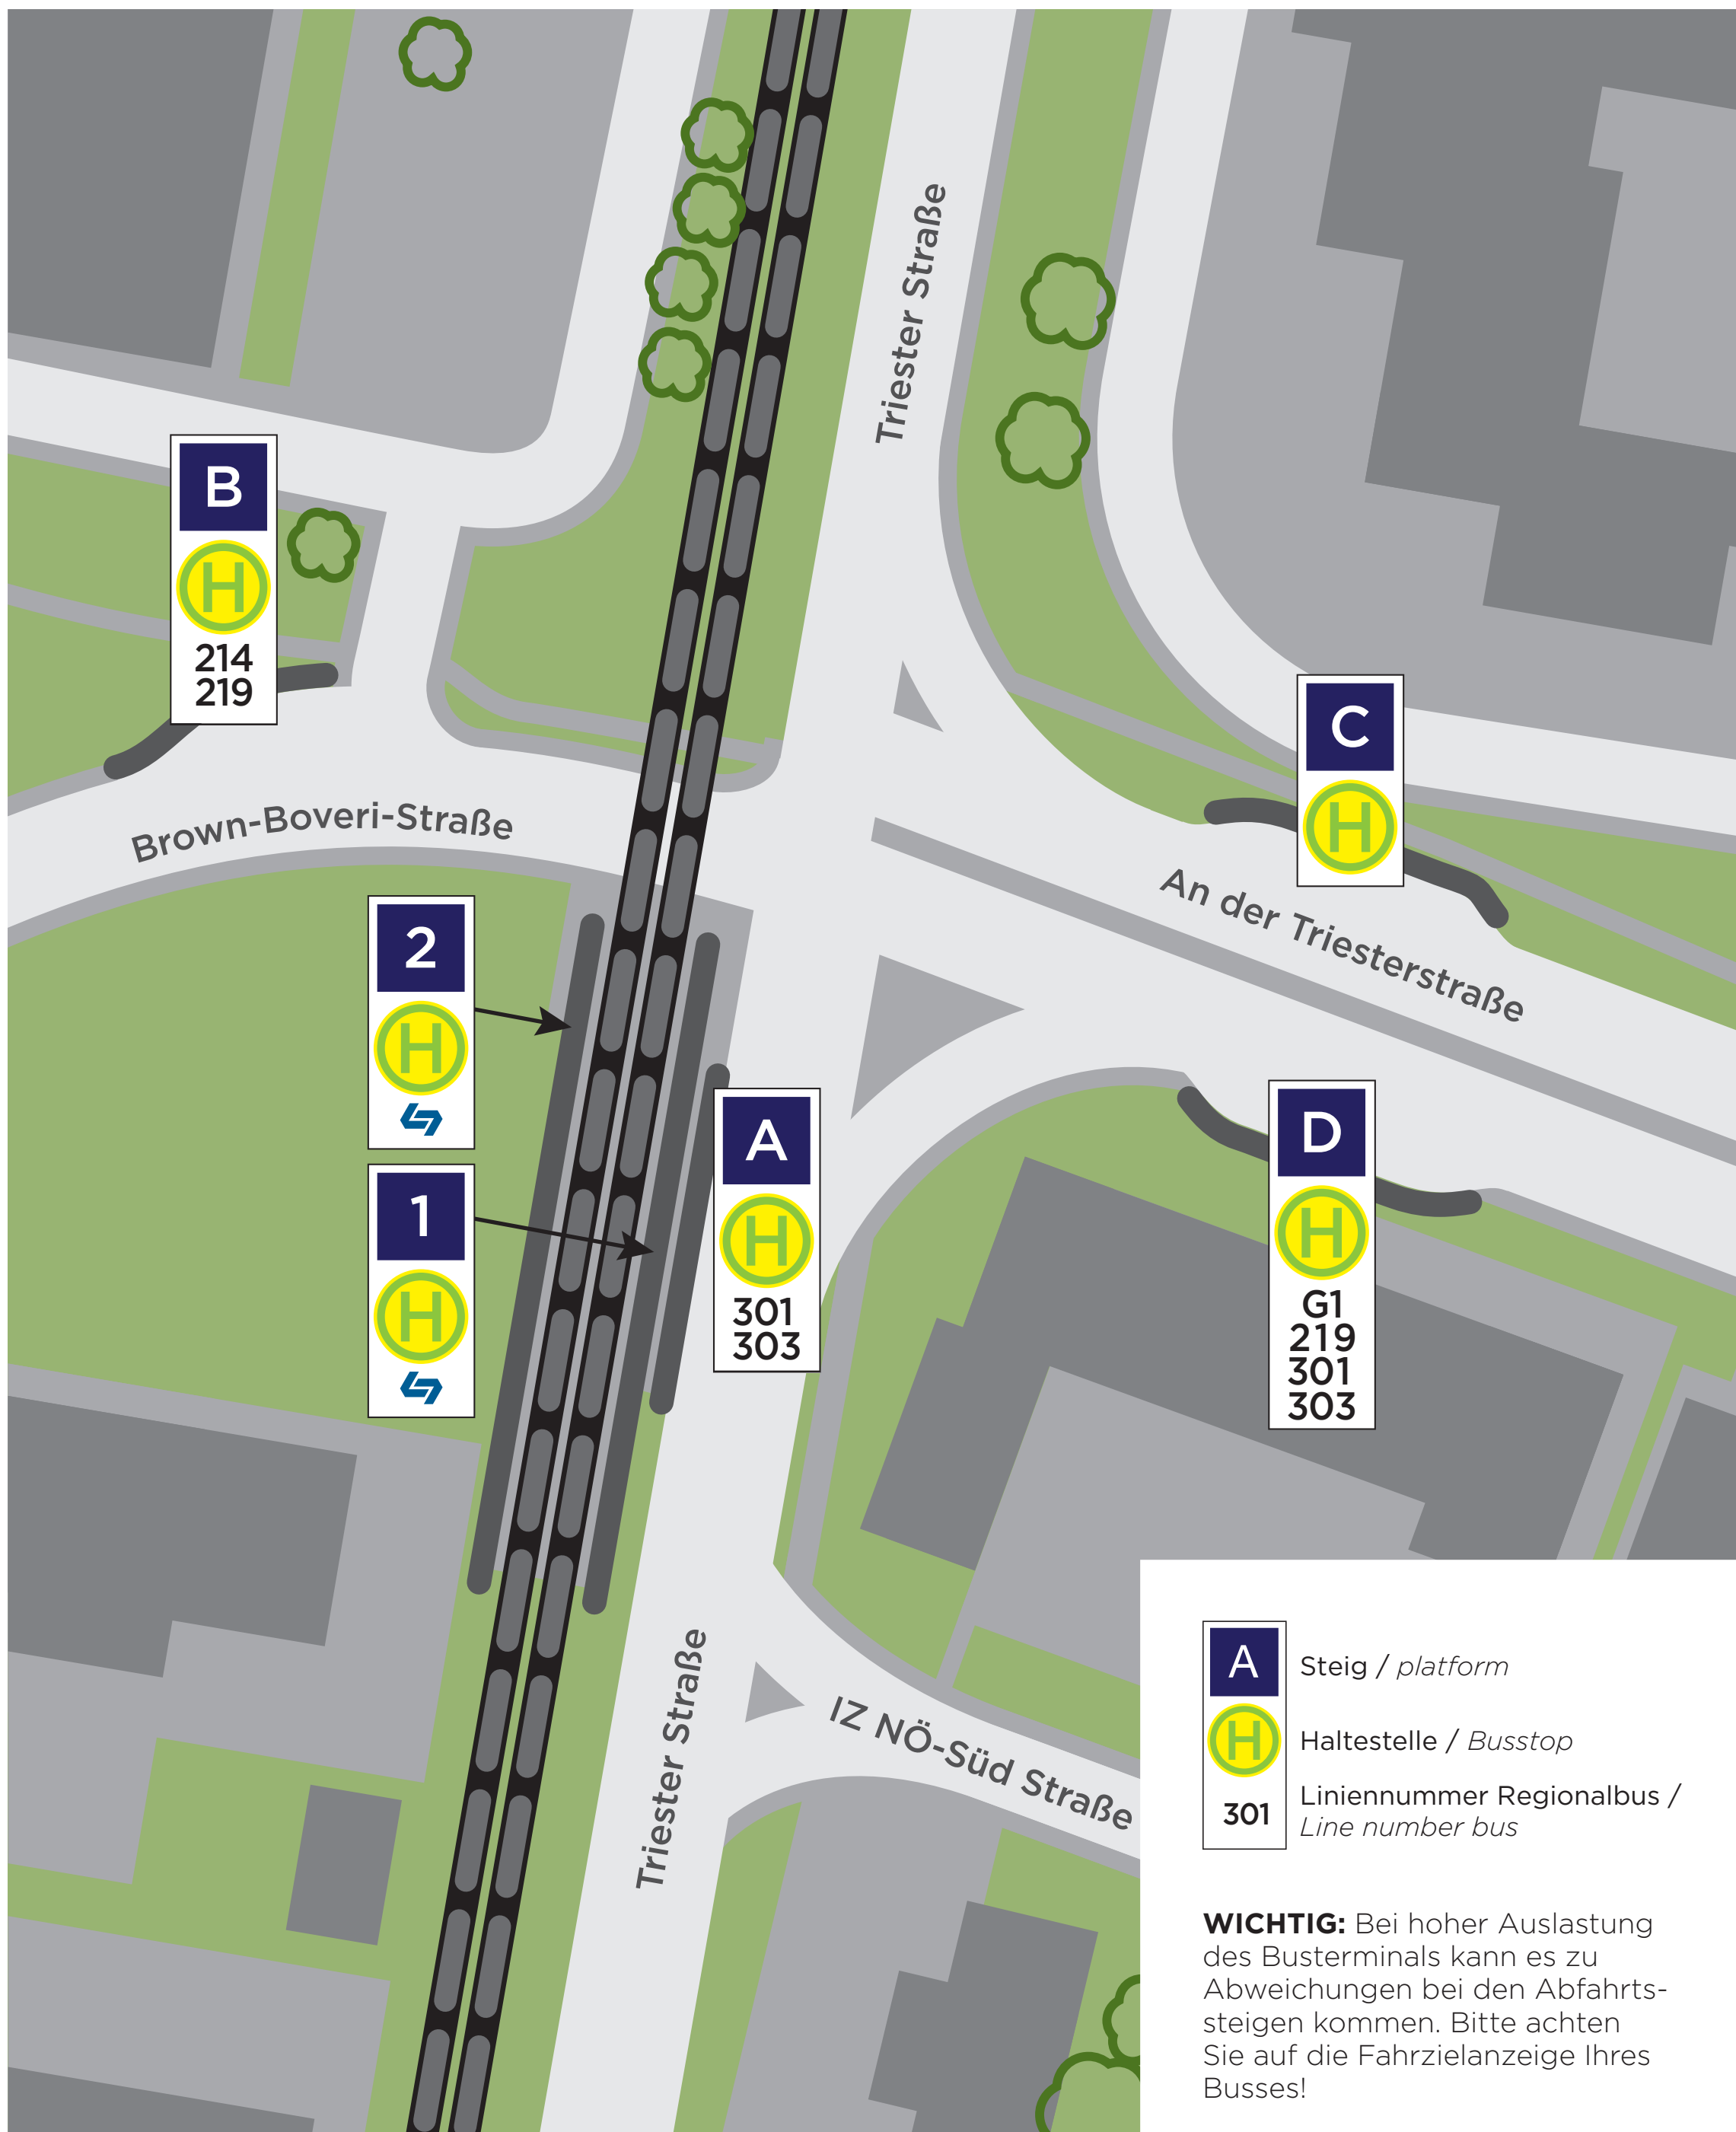 Triester Straße
B
H
214
219
C
H
Brown-Boveri-Straße
An der Triesterstraße
2
H
1
H
A
H
301
303
D
H
G1
219
301
303
Triester Straße
IZ NÖ-Süd Straße
A
Steig / platform
H
Haltestelle / Busstop
301
Liniennummer Regionalbus /
Line number bus
WICHTIG: Bei hoher Auslastung
des Busterminals kann es zu
Abweichungen bei den Abfahrts-
steigen kommen. Bitte achten
Sie auf die Fahrzielanzeige Ihres
Busses!